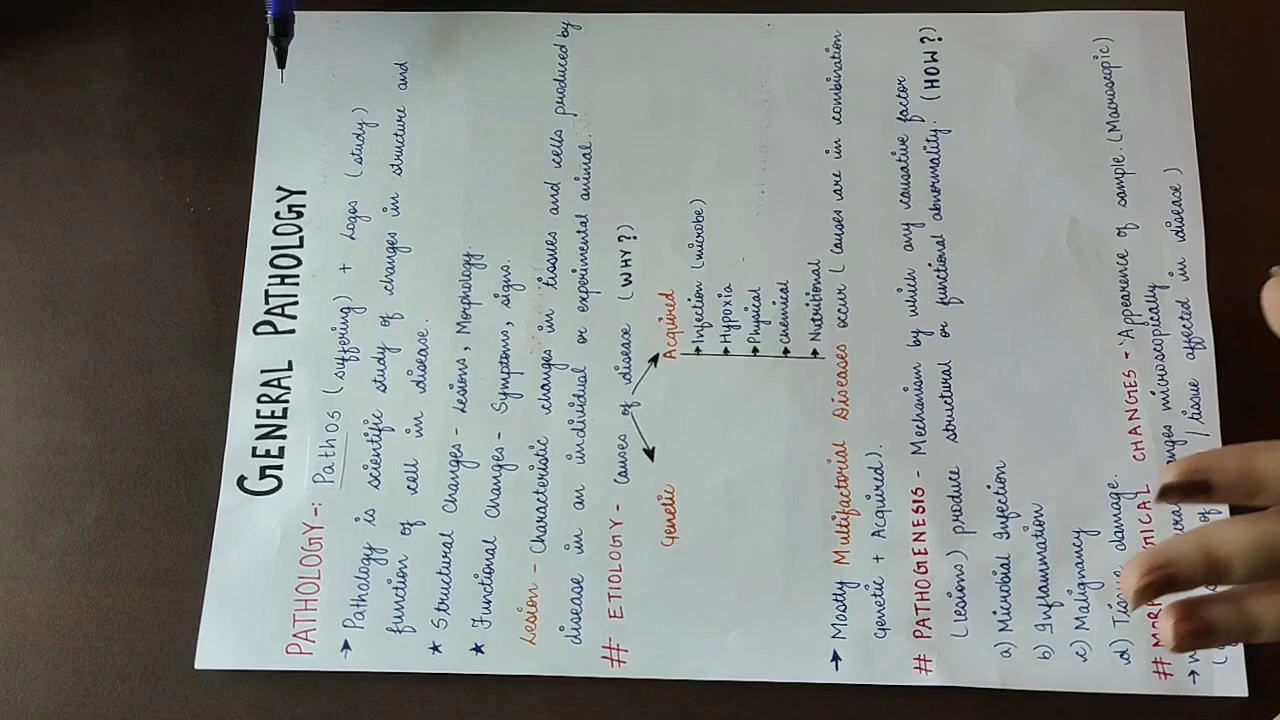 GENERAL PATHOLOGY
PATHOLOGY-: Pathos (suffering) + Logos (study)
→ Pathology is scientific study of changes in structure and
function of cell in disease.
★ Structural Changes- Lesions, Morphology.
★ Functional Changes- Symptoms, signs.
Lesion - Characteristic changes in tissues and cells produced by
disease in an individual or experimental animal.
# ETIOLOGY- Causes of disease (WHY?)
Genetic Acquired
→ Infection (microbe)
→ Hypoxia
→ Physical
→ chemical
→ Nutritional
→ Mostly Multifactorial Diseases occur (causes are in combination
Genetic + Acquired).
# PATHOGENESIS- Mechanism by which any causative factor
(Lesions) produce structural or functional abnormality. (HOW?)
a) Microbial Infection
b) Inflammation
c) Malignancy
d) damage.
# CHANGES - 'Appearence of sample. (Macroscopic)
→ microscopically
of /tissue affected in disease)